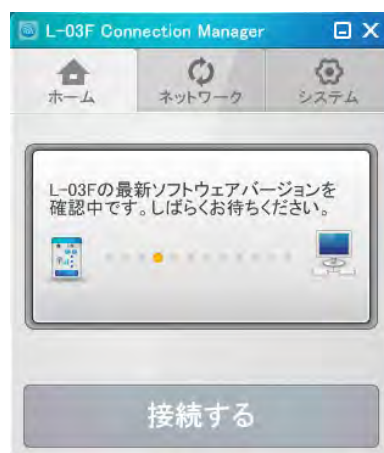 L-03F Connection Manager
ホーム
ネットワーク
システム
L-03Fの最新ソフトウェアバージョンを
確認中です。しばらくお待ちください。
接続する